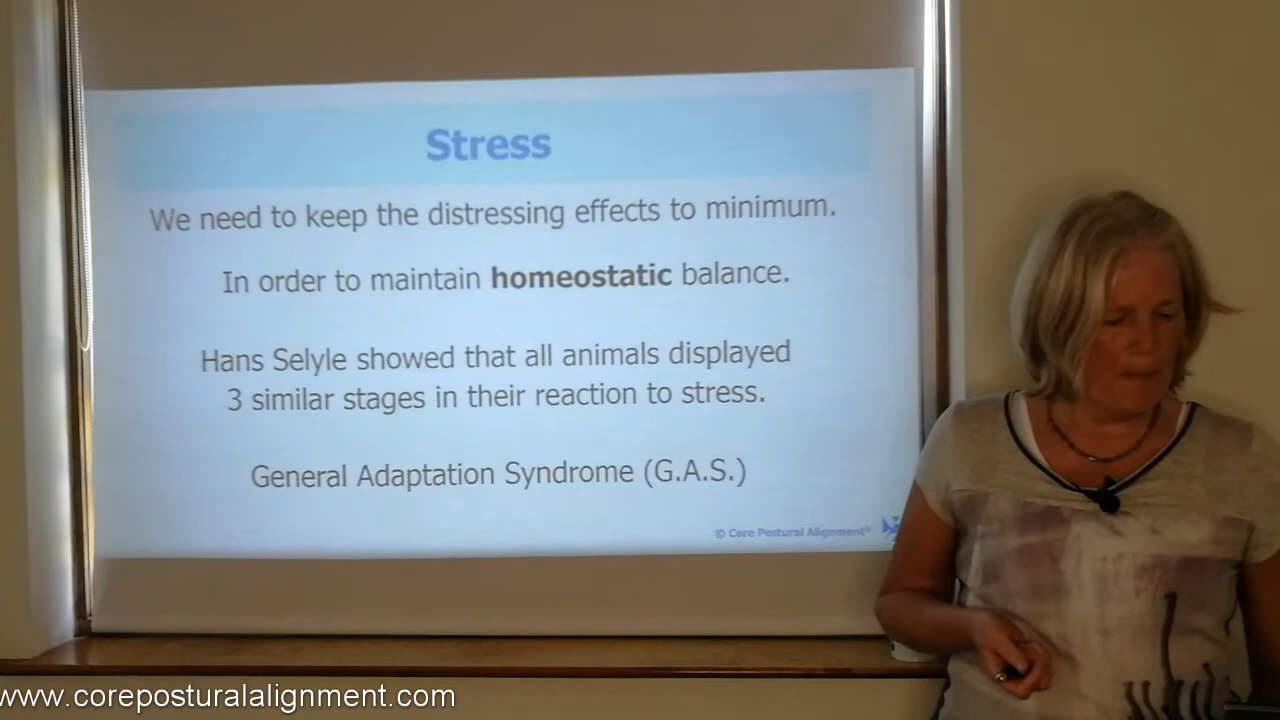 Stress
We need to keep the distressing effects to minimum.
In order to maintain homeostatic balance.
Hans Selyle showed that all animals displayed
3 similar stages in their reaction to stress.
General Adaptation Syndrome (G.A.S.)
© Core Postural Alignment®
www.coreposturalalignment.com